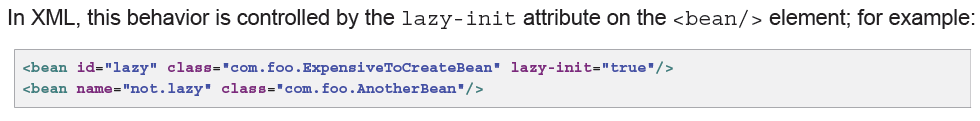 In XML, this behavior is controlled by the lazy-init attribute on the <bean/> element; for example:
<bean id="lazy" class="com.foo.ExpensiveToCreateBean" lazy-init="true"/>
<bean name="not.lazy" class="com.foo.AnotherBean"/>